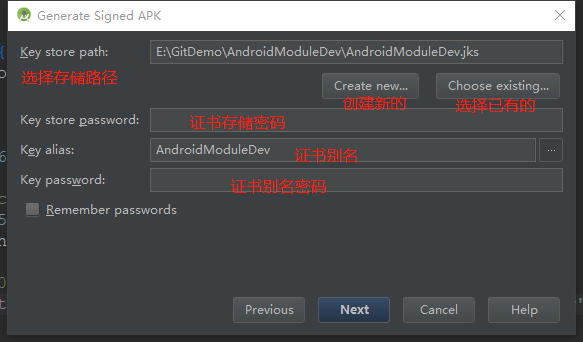 Generate Signed APK
Key store path:
E:\GitDemo\AndroidModuleDev\AndroidModuleDev.jks
选择存储路径
Create new...
Choose existing...
创建新的
选择已有的
Key store password:
证书存储密码
Key alias:
AndroidModuleDev
...
证书别名
Key password:
证书别名密码
Remember passwords
Previous
Next
Cancel
Help